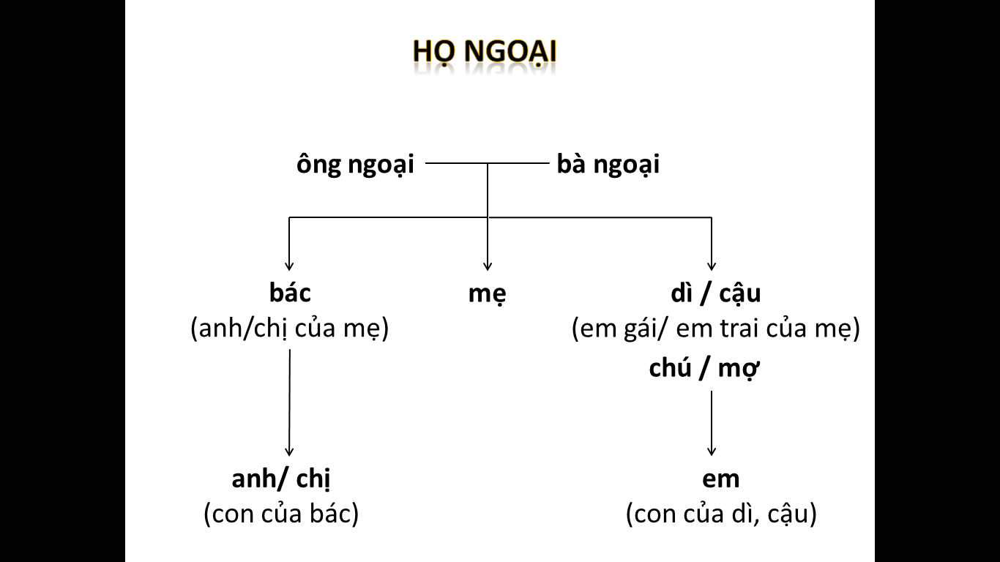 HỌ NGOẠI
ông ngoại bà ngoại
bác mẹ dì / cậu
(anh/chị của mẹ) (em gái/ em trai của mẹ)
chú / mợ
anh/ chị em
(con của bác) (con của dì, cậu)